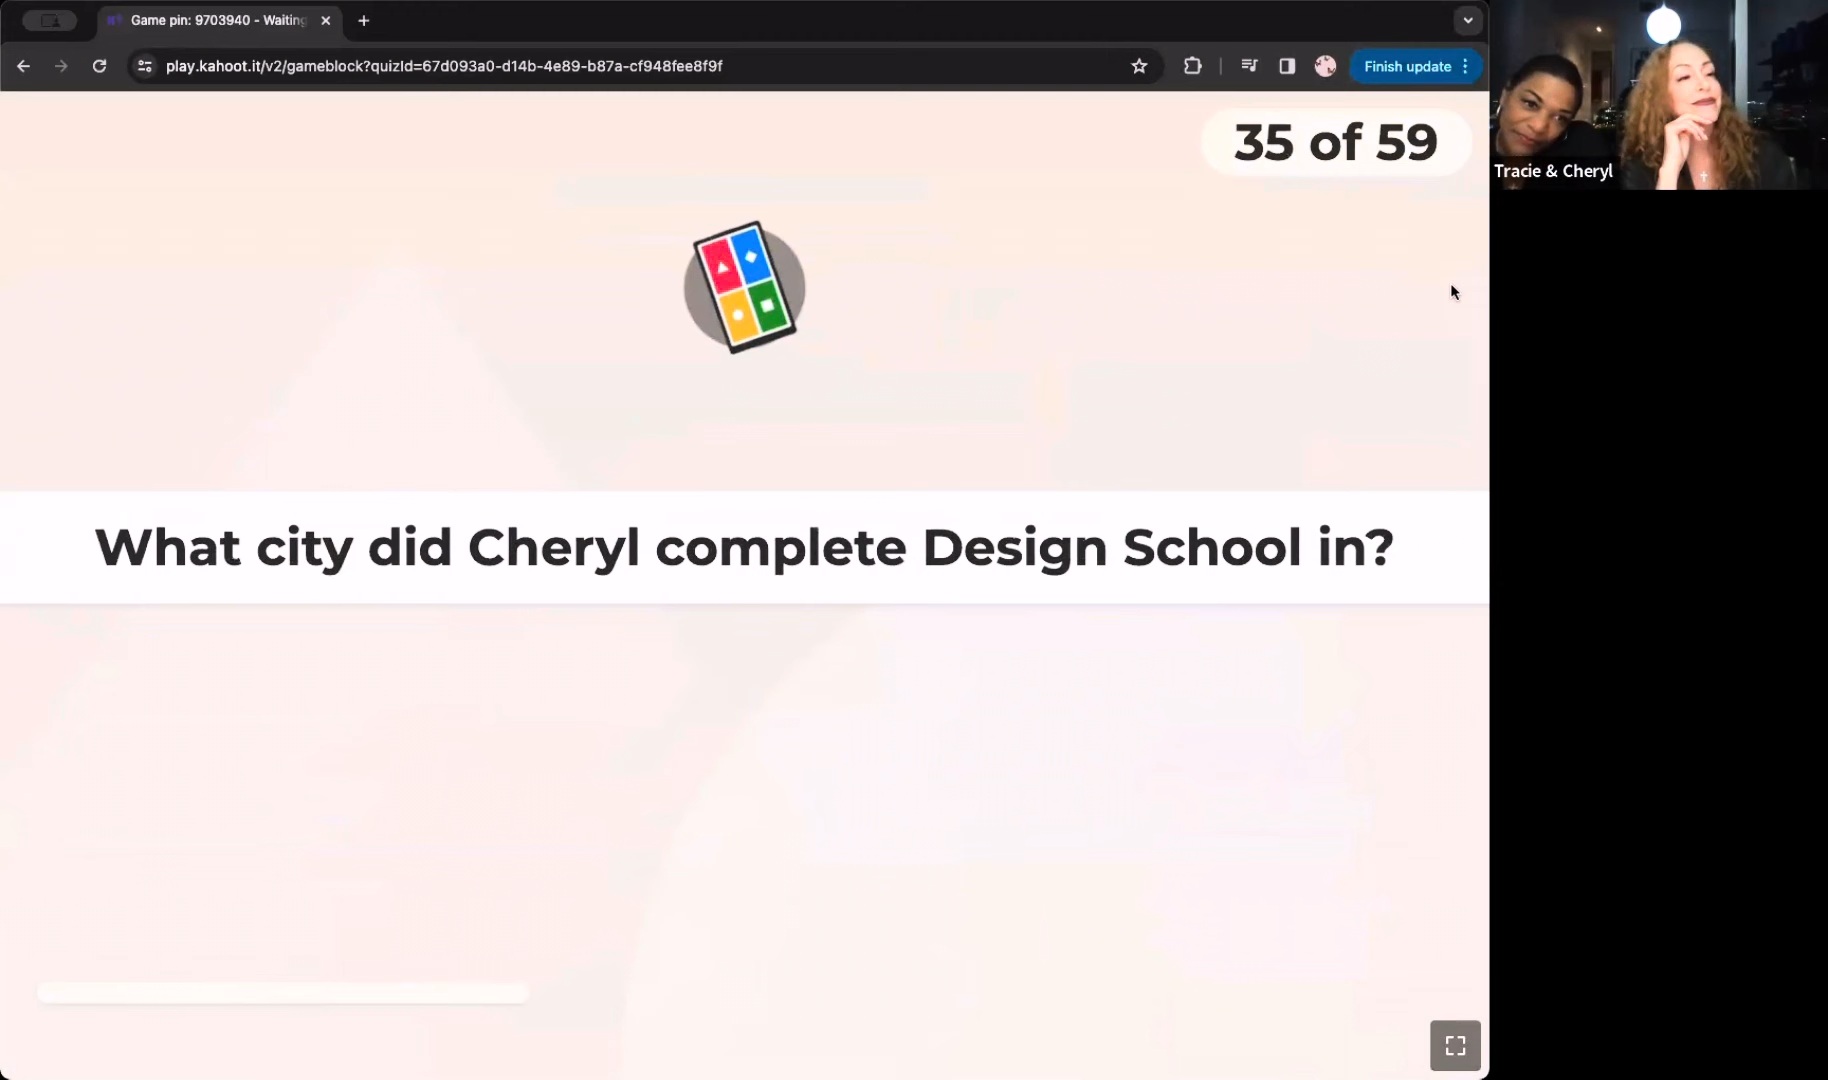 Game pin: 9703940 - Waiting
play.kahoot.it/v2/gameblock?quizId=67d093a0-d14b-4e89-b87a-cf948fee8f9f
Finish update
35 of 59
Tracie & Cheryl
What city did Cheryl complete Design School in?